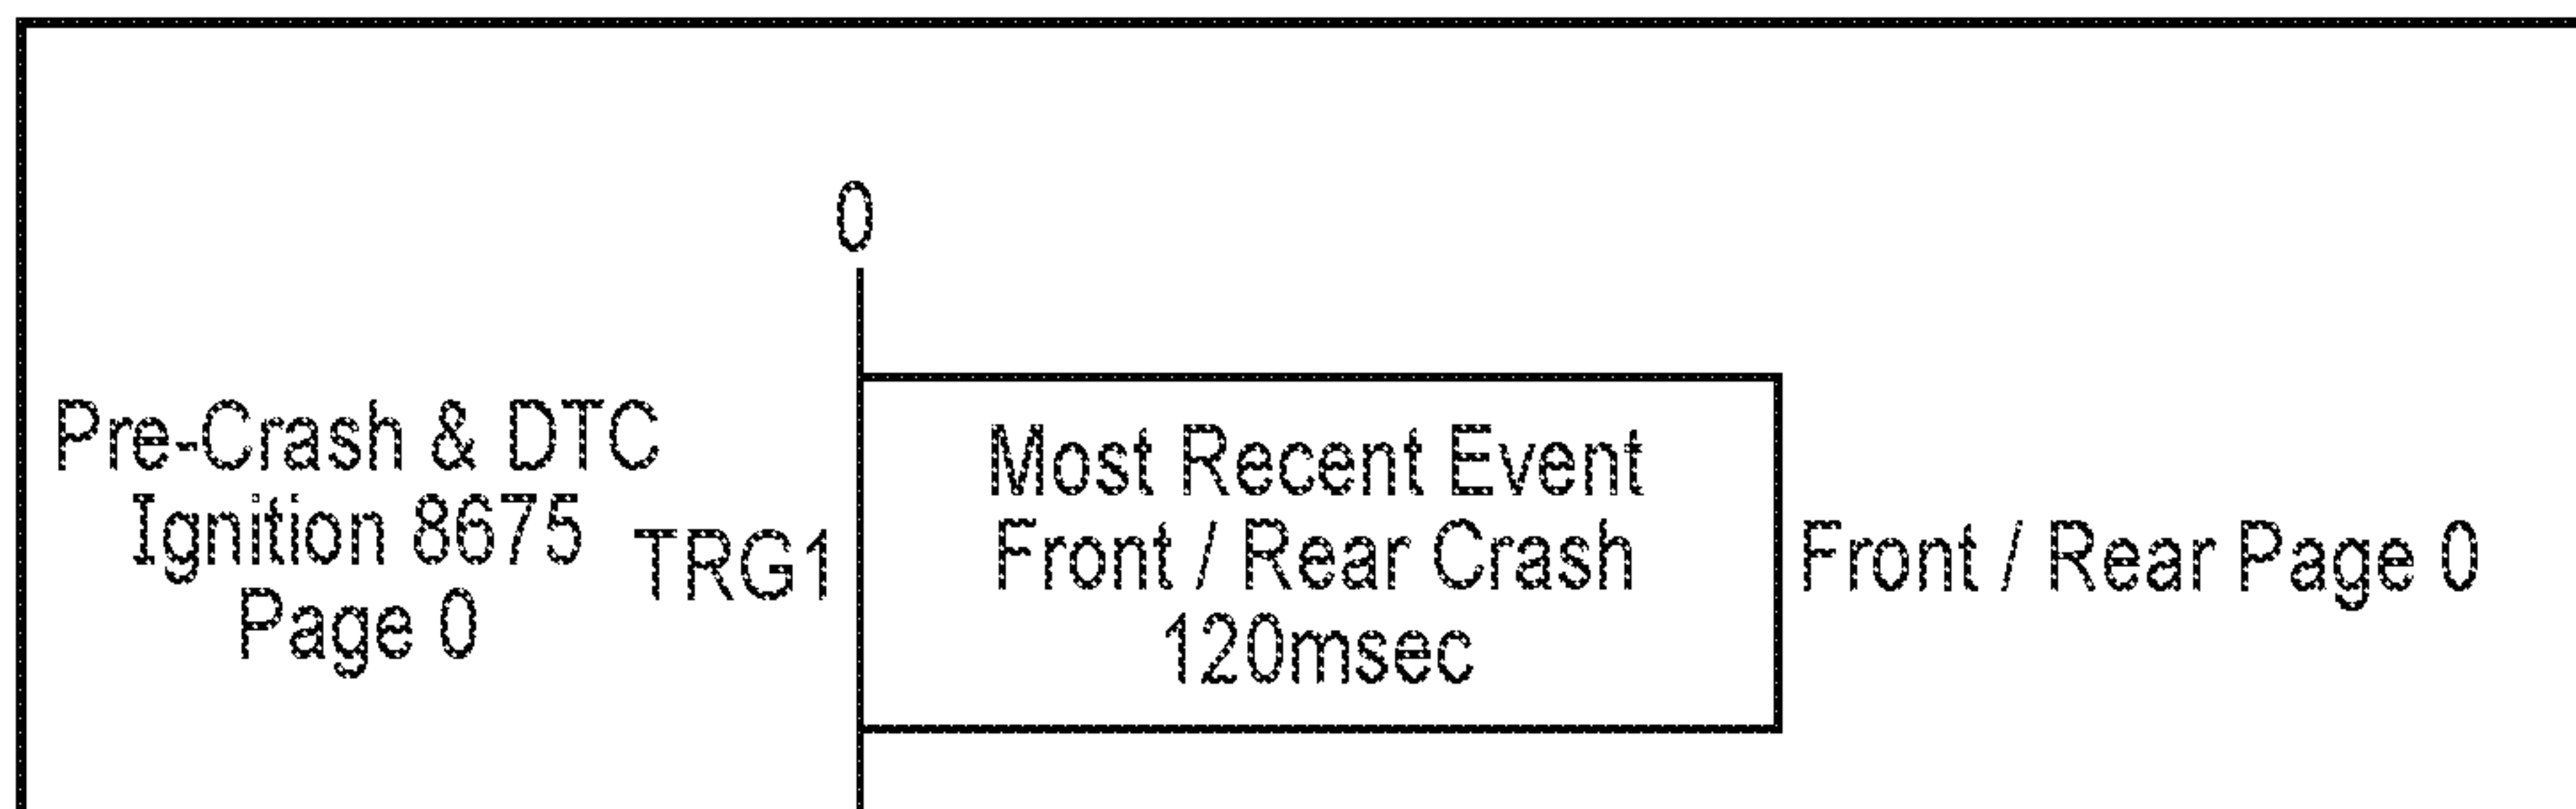 0
Pre-Crash & DTC
Ignition 8675
Page 0
TRG1
Most Recent Event
Front / Rear Crash
120msec
Front / Rear Page 0